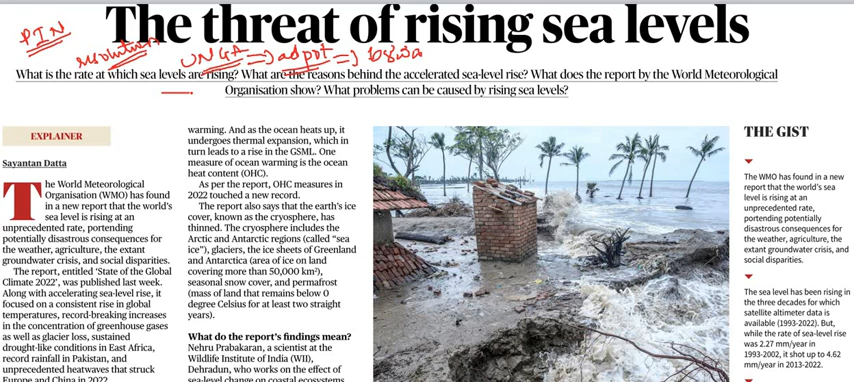 The threat of rising sea levels
PIN
resolution UNGA => adpot =>
What is the rate at which sea levels are rising? What are the reasons behind the accelerated sea-level rise? What does the report by the World Meteorological
Organisation show? What problems can be caused by rising sea levels?
EXPLAINER
Sayantan Datta
The World Meteorological
Organisation (WMO) has found
in a new report that the world's
sea level is rising at an
unprecedented rate, portending
potentially disastrous consequences for
the weather, agriculture, the extant
groundwater crisis, and social disparities.
The report, entitled 'State of the Global
Climate 2022', was published last week.
Along with accelerating sea-level rise, it
focused on a consistent rise in global
temperatures, record-breaking increases
in the concentration of greenhouse gases
as well as glacier loss, sustained
drought-like conditions in East Africa,
record rainfall in Pakistan, and
unprecedented heatwaves that struck
Europe and China in 2022.
warming. And as the ocean heats up, it
undergoes thermal expansion, which in
turn leads to a rise in the GSML. One
measure of ocean warming is the ocean
heat content (OHC).
As per the report, OHC measures in
2022 touched a new record.
The report also says that the earth's ice
cover, known as the cryosphere, has
thinned. The cryosphere includes the
Arctic and Antarctic regions (called "sea
ice"), glaciers, the ice sheets of Greenland
and Antarctica (area of ice on land
covering more than 50,000 km²),
seasonal snow cover, and permafrost
(mass of land that remains below 0
degree Celsius for at least two straight
years).
What do the report's findings mean?
Nehru Prabakaran, a scientist at the
Wildlife Institute of India (WII),
Dehradun, who works on the effect of
sea-level change on coastal ecosystems
THE GIST
The WMO has found in a new
report that the world's sea
level is rising at an
unprecedented rate,
portending potentially
disastrous consequences for
the weather, agriculture, the
extant groundwater crisis, and
social disparities.
The sea level has been rising in
the three decades for which
satellite altimeter data is
available (1993-2022). But,
while the rate of sea-level rise
was 2.27 mm/year in
1993-2002, it shot up to 4.62
mm/year in 2013-2022.